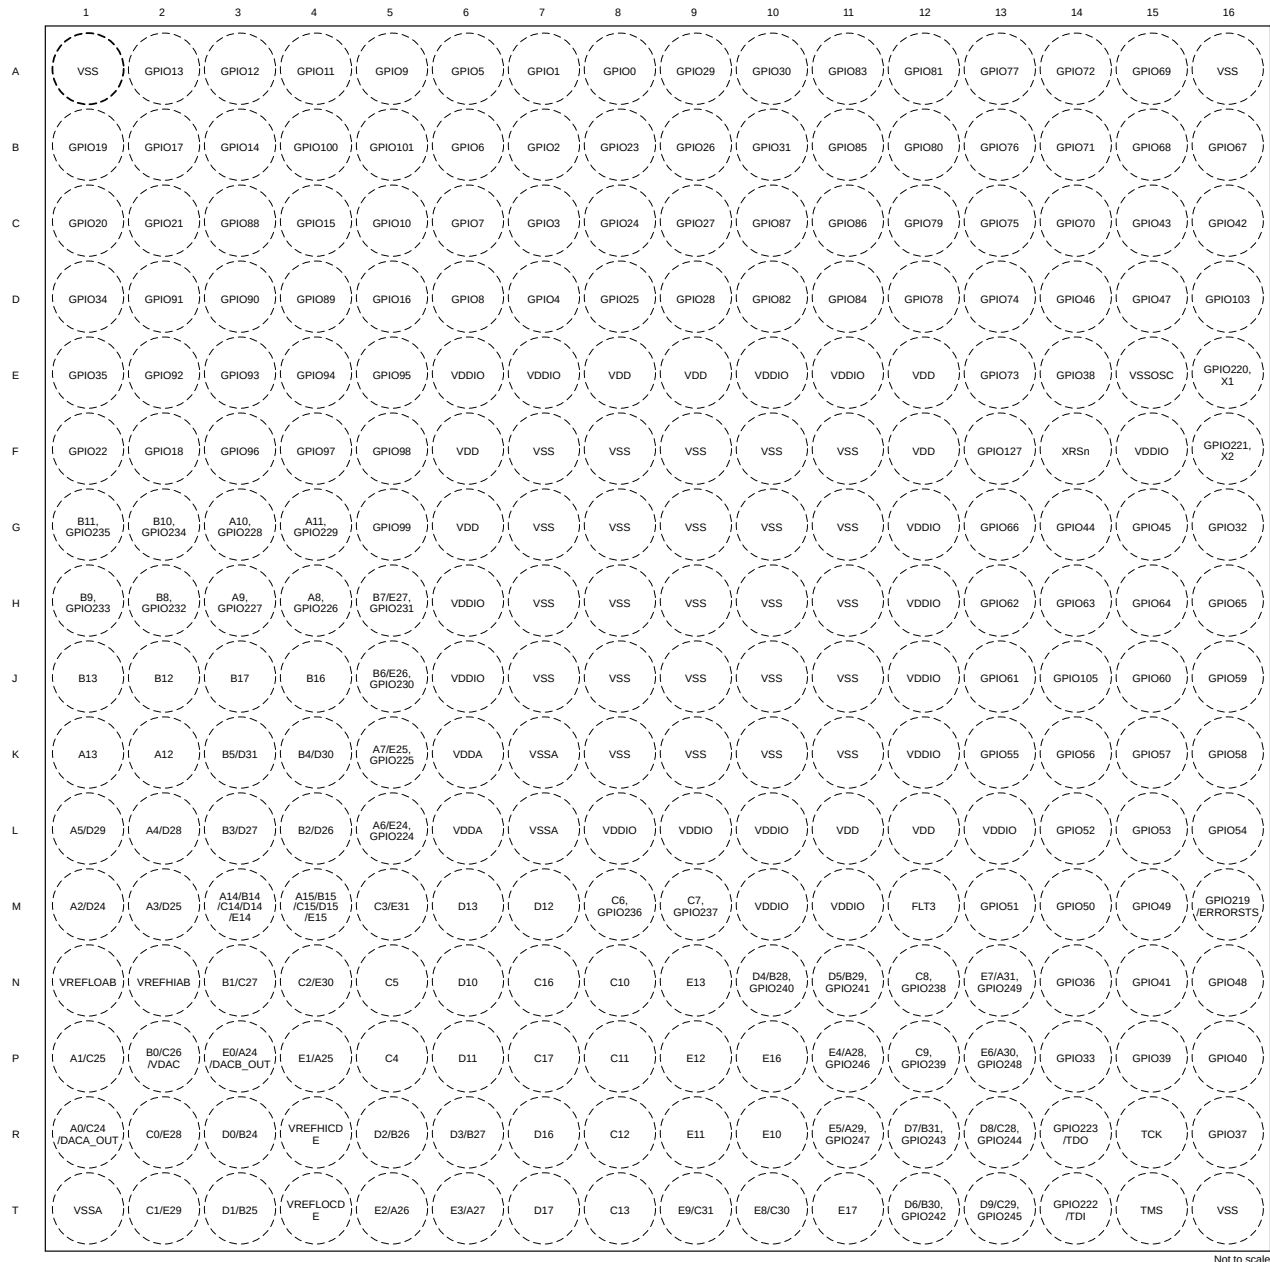 1 2 3 4 5 6 7 8 9 10 11 12 13 14 15 16
A VSS GPIO13 GPIO12 GPIO11 GPIO9 GPIO5 GPIO1 GPIO0 GPIO29 GPIO30 GPIO83 GPIO81 GPIO77 GPIO72 GPIO69 VSS
B GPIO19 GPIO17 GPIO14 GPIO100 GPIO101 GPIO6 GPIO2 GPIO23 GPIO26 GPIO31 GPIO85 GPIO80 GPIO76 GPIO71 GPIO68 GPIO67
C GPIO20 GPIO21 GPIO88 GPIO15 GPIO10 GPIO7 GPIO3 GPIO24 GPIO27 GPIO87 GPIO86 GPIO79 GPIO75 GPIO70 GPIO43 GPIO42
D GPIO34 GPIO91 GPIO90 GPIO89 GPIO16 GPIO8 GPIO4 GPIO25 GPIO28 GPIO82 GPIO84 GPIO78 GPIO74 GPIO46 GPIO47 GPIO103
E GPIO35 GPIO92 GPIO93 GPIO94 GPIO95 VDDIO VDDIO VDD VDD VDDIO VDDIO VDD GPIO73 GPIO38 VSSOSC GPIO220, X1
F GPIO22 GPIO18 GPIO96 GPIO97 GPIO98 VDD VSS VSS VSS VSS VSS VDD GPIO127 XRSn VDDIO GPIO221, X2
G B11, GPIO235 B10, GPIO234 A10, GPIO228 A11, GPIO229 GPIO99 VDD VSS VSS VSS VSS VSS VDDIO GPIO66 GPIO44 GPIO45 GPIO32
H B9, GPIO233 B8, GPIO232 A9, GPIO227 A8, GPIO226 B7/E27, GPIO231 VDDIO VSS VSS VSS VSS VSS VDDIO GPIO62 GPIO63 GPIO64 GPIO65
J B13 B12 B17 B16 B6/E26, GPIO230 VDDIO VSS VSS VSS VSS VSS VDDIO GPIO61 GPIO105 GPIO60 GPIO59
K A13 A12 B5/D31 B4/D30 A7/E25, GPIO225 VDDA VSSA VSS VSS VSS VSS VDDIO GPIO55 GPIO56 GPIO57 GPIO58
L A5/D29 A4/D28 B3/D27 B2/D26 A6/E24, GPIO224 VDDA VSSA VDDIO VDDIO VDDIO VDD VDD VDDIO GPIO52 GPIO53 GPIO54
M A2/D24 A3/D25 A14/B14 /C14/D14 /E14 A15/B15 /C15/D15 /E15 C3/E31 D13 D12 C6, GPIO236 C7, GPIO237 VDDIO VDDIO FLT3 GPIO51 GPIO50 GPIO49 GPIO219 /ERRORSTS
N VREFLOAB VREFHIAB B1/C27 C2/E30 C5 D10 C16 C10 E13 D4/B28, GPIO240 D5/B29, GPIO241 C8, GPIO238 E7/A31, GPIO249 GPIO36 GPIO41 GPIO48
P A1/C25 B0/C26 /VDAC E0/A24 /DACB_OUT E1/A25 C4 D11 C17 C11 E12 E16 E4/A28, GPIO246 C9, GPIO239 E6/A30, GPIO248 GPIO33 GPIO39 GPIO40
R A0/C24 /DACA_OUT C0/E28 D0/B24 VREFHICD E D2/B26 D3/B27 D16 C12 E11 E10 E5/A29, GPIO247 D7/B31, GPIO243 D8/C28, GPIO244 GPIO223 /TDO TCK GPIO37
T VSSA C1/E29 D1/B25 VREFLOCD E E2/A26 E3/A27 D17 C13 E9/C31 E8/C30 E17 D6/B30, GPIO242 D9/C29, GPIO245 GPIO222 /TDI TMS VSS
Not to scale